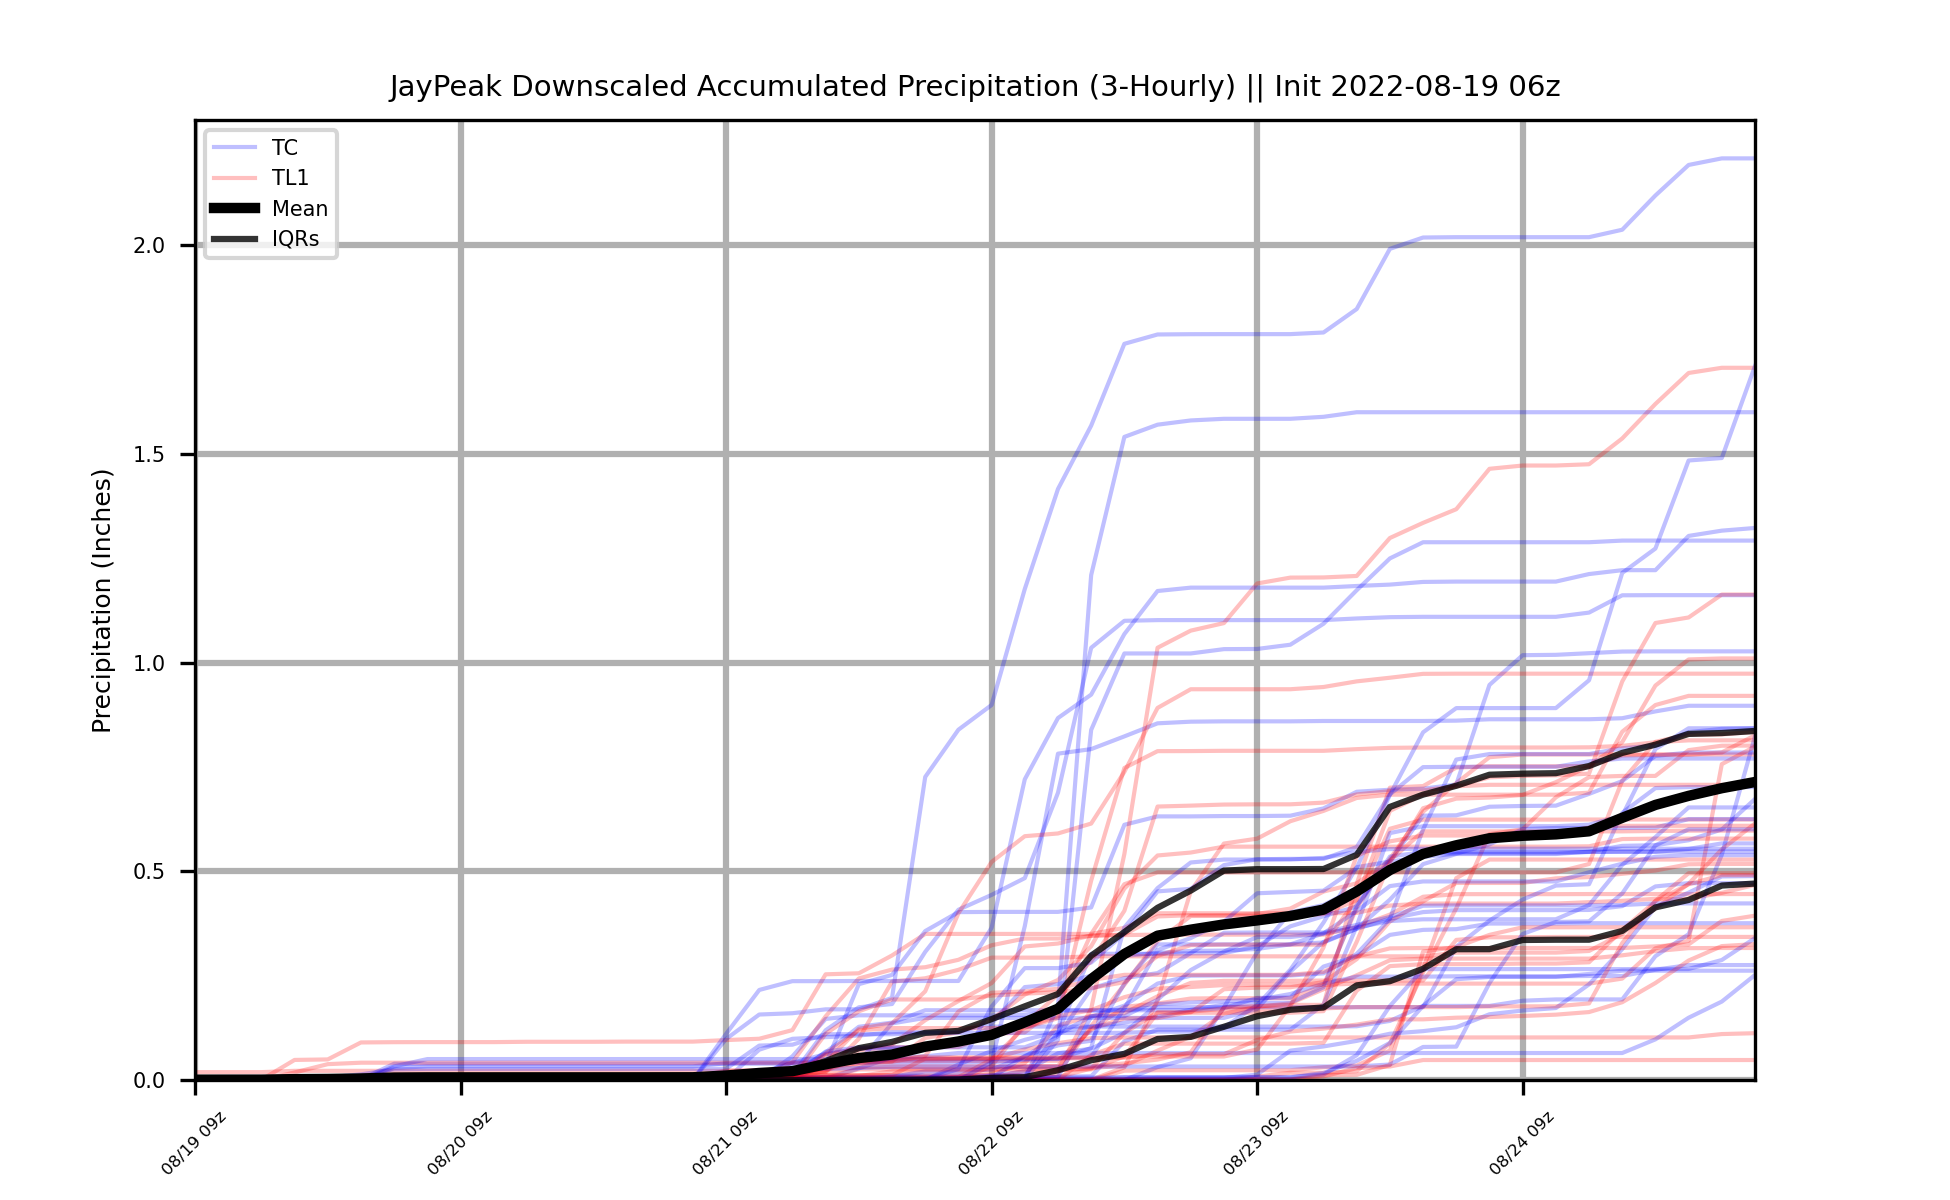 JayPeak Downscaled Accumulated Precipitation (3-Hourly) || Init 2022-08-19 06z
TC
TL1
Mean
IQRs
Precipitation (Inches)
2.0
1.5
1.0
0.5
0.0
08/19 09z
08/20 09z
08/21 09z
08/22 09z
08/23 09z
08/24 09z